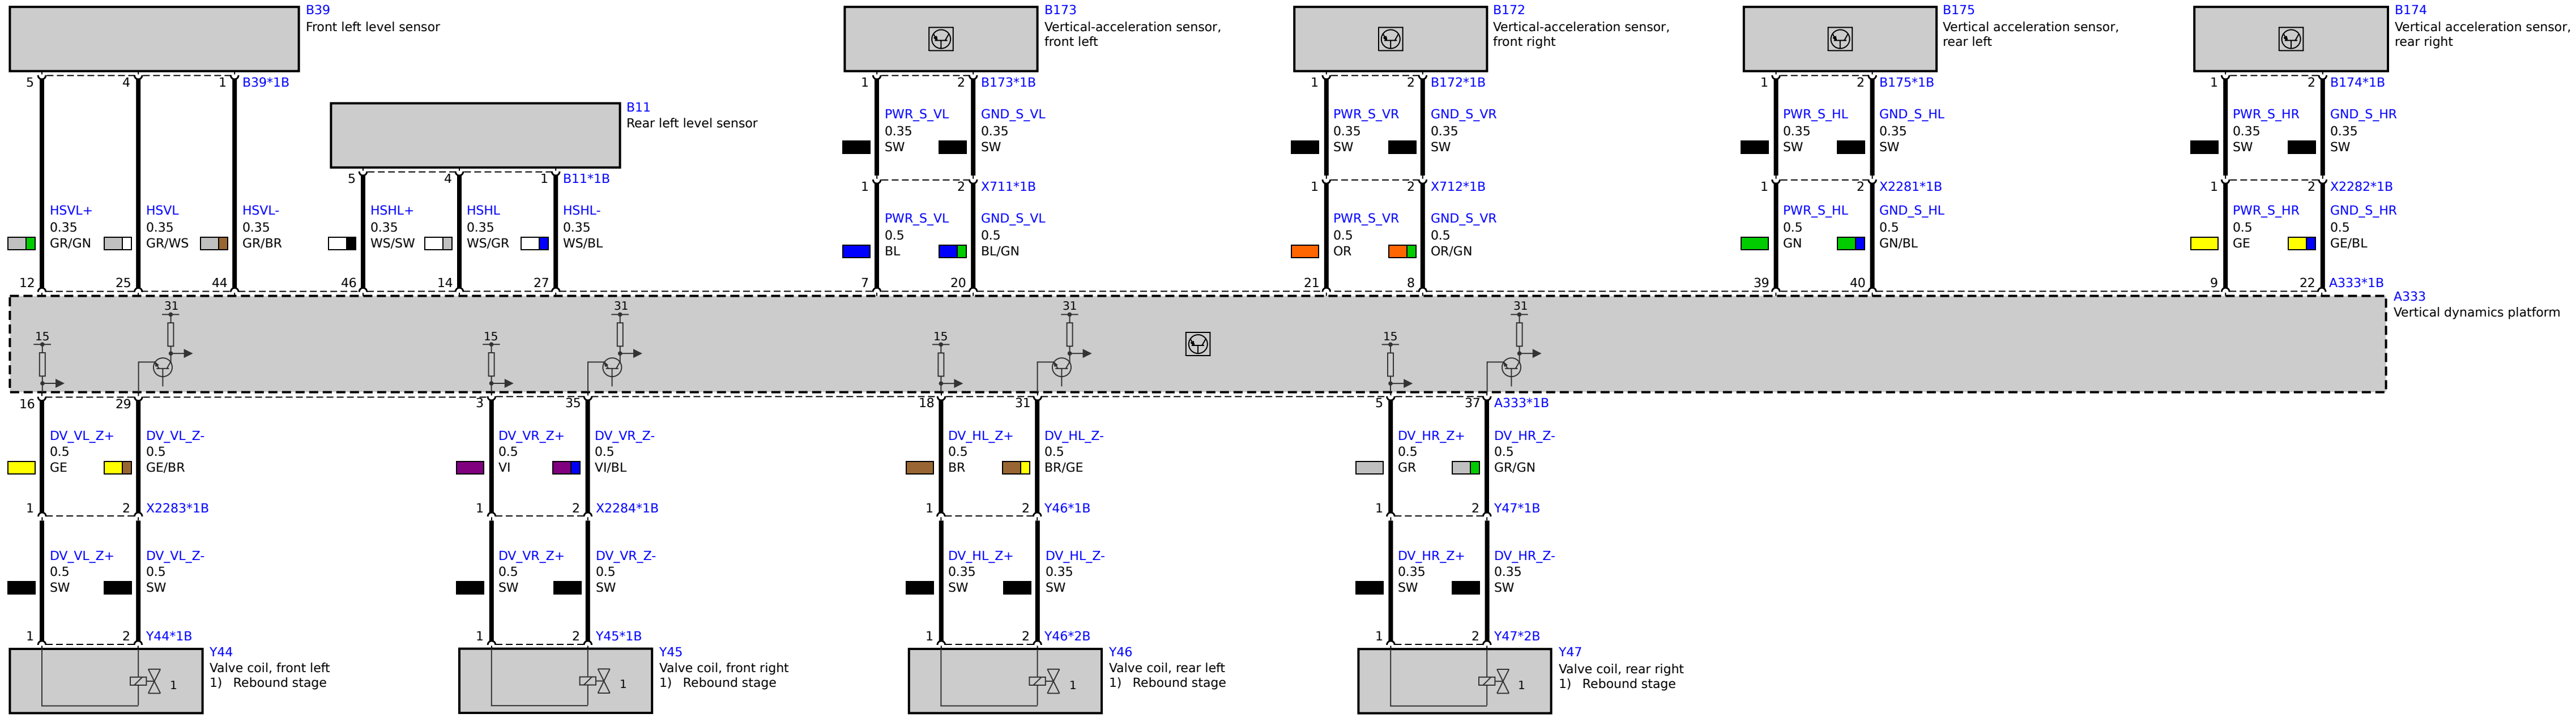 B39
Front left level sensor
B173
Vertical-acceleration sensor,
front left
B172
Vertical-acceleration sensor,
front right
B175
Vertical acceleration sensor,
rear left
B174
Vertical acceleration sensor,
rear right
5 4 1 B39*1B
1 2 B173*1B
1 2 B172*1B
1 2 B175*1B
1 2 B174*1B
B11
Rear left level sensor
PWR_S_VL GND_S_VL
0.35 0.35
SW SW
PWR_S_VR GND_S_VR
0.35 0.35
SW SW
PWR_S_HL GND_S_HL
0.35 0.35
SW SW
PWR_S_HR GND_S_HR
0.35 0.35
SW SW
5 4 1 B11*1B
1 2 X711*1B
1 2 X712*1B
1 2 X2281*1B
1 2 X2282*1B
HSVL+ HSVL HSVL-
0.35 0.35 0.35
GR/GN GR/WS GR/BR
HSHL+ HSHL HSHL-
0.35 0.35 0.35
WS/SW WS/GR WS/BL
PWR_S_VL GND_S_VL
0.5 0.5
BL BL/GN
PWR_S_VR GND_S_VR
0.5 0.5
OR OR/GN
PWR_S_HL GND_S_HL
0.5 0.5
GN GN/BL
PWR_S_HR GND_S_HR
0.5 0.5
GE GE/BL
12 25 44 46 14 27 7 20 21 8 39 40 9 22 A333*1B
A333
Vertical dynamics platform
31 31 31 31
15 15 15 15
16 29 3 35 18 31 5 37 A333*1B
DV_VL_Z+ DV_VL_Z-
0.5 0.5
GE GE/BR
DV_VR_Z+ DV_VR_Z-
0.5 0.5
VI VI/BL
DV_HL_Z+ DV_HL_Z-
0.5 0.5
BR BR/GE
DV_HR_Z+ DV_HR_Z-
0.5 0.5
GR GR/GN
1 2 X2283*1B
1 2 X2284*1B
1 2 Y46*1B
1 2 Y47*1B
DV_VL_Z+ DV_VL_Z-
0.5 0.5
SW SW
DV_VR_Z+ DV_VR_Z-
0.5 0.5
SW SW
DV_HL_Z+ DV_HL_Z-
0.35 0.35
SW SW
DV_HR_Z+ DV_HR_Z-
0.35 0.35
SW SW
1 2 Y44*1B
1 2 Y45*1B
1 2 Y46*2B
1 2 Y47*2B
Y44
Valve coil, front left
1) Rebound stage
1
Y45
Valve coil, front right
1) Rebound stage
1
Y46
Valve coil, rear left
1) Rebound stage
1
Y47
Valve coil, rear right
1) Rebound stage
1